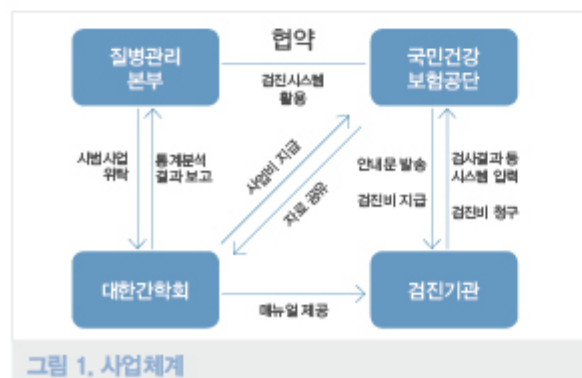 협약
질병관리
본부
국민건강
보험공단
검진시스템
활용
시범사업
위탁
통계분석
결과 보고
사업비 지급
자료 공유
안내문 발송
검진비 지급
검사결과 등
시스템 입력
검진비 청구
대한간학회
매뉴얼 제공
검진기관
그림 1. 사업체계